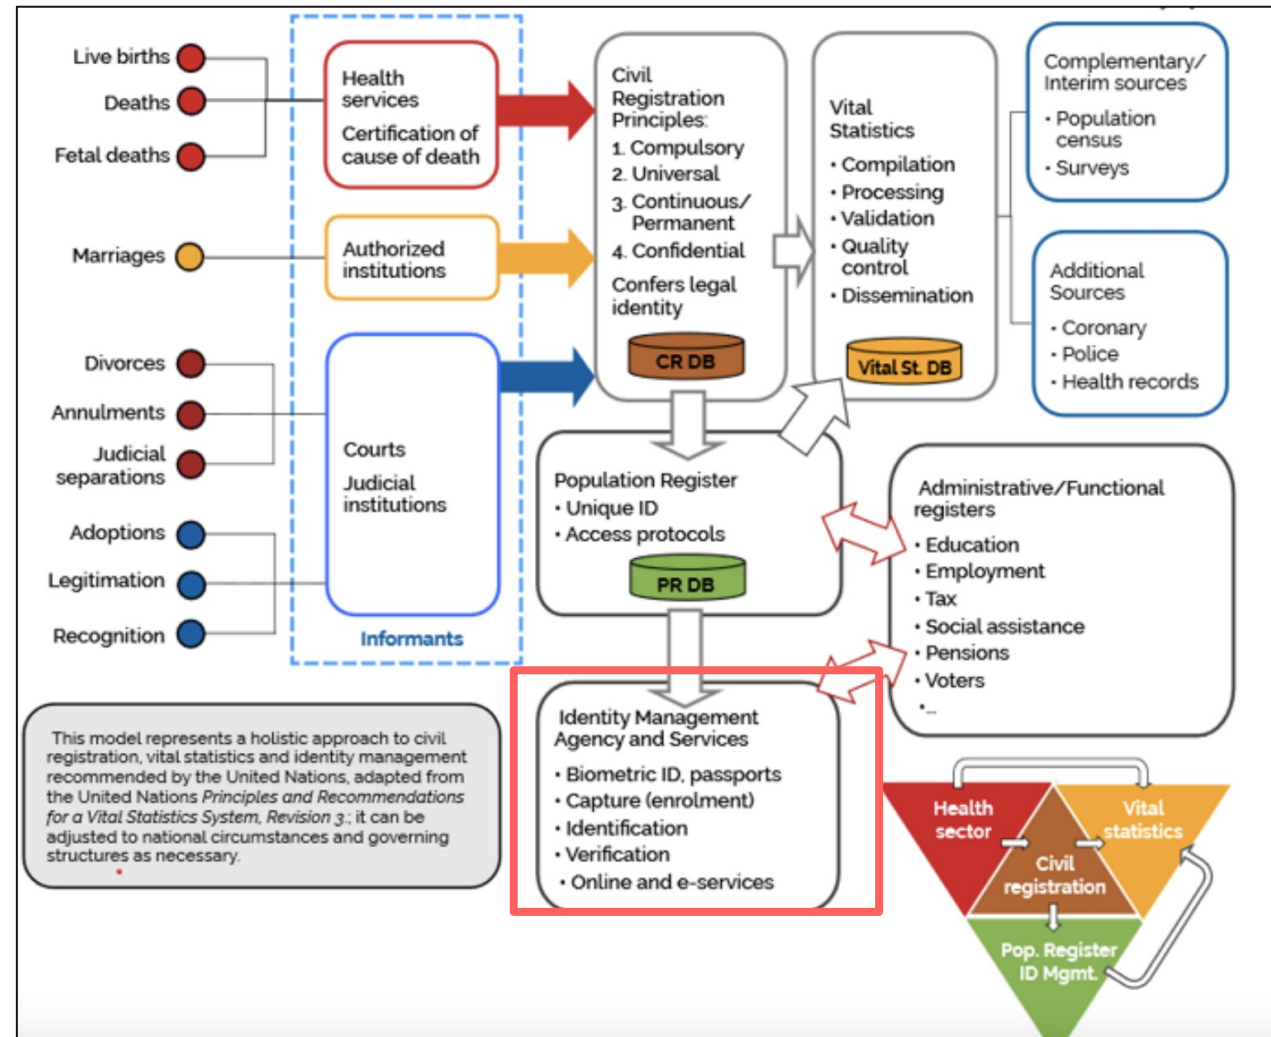 Live births
Deaths
Fetal deaths
Marriages
Divorces
Annulments
Judicial
separations
Adoptions
Legitimation
Recognition
Health
services
Certification of
cause of death
Authorized
institutions
Courts
Judicial
institutions
Informants
Civil
Registration
Principles:
1. Compulsory
2. Universal
3. Continuous/
Permanent
4. Confidential
Confers legal
identity
CR DB
Vital
Statistics
• Compilation
• Processing
• Validation
• Quality
control
• Dissemination
Vital St. DB
Complementary/
Interim sources
• Population
census
• Surveys
Additional
Sources
• Coronary
• Police
• Health records
Population Register
• Unique ID
• Access protocols
PR DB
Administrative/Functional
registers
• Education
• Employment
• Tax
• Social assistance
• Pensions
• Voters
•...
Identity Management
Agency and Services
• Biometric ID, passports
• Capture (enrolment)
• Identification
• Verification
• Online and e-services
This model represents a holistic approach to civil
registration, vital statistics and identity management
recommended by the United Nations, adapted from
the United Nations Principles and Recommendations
for a Vital Statistics System, Revision 3.; it can be
adjusted to national circumstances and governing
structures as necessary.
Health
sector
Vital
statistics
Civil
registration
Pop. Register
ID Mgmt.